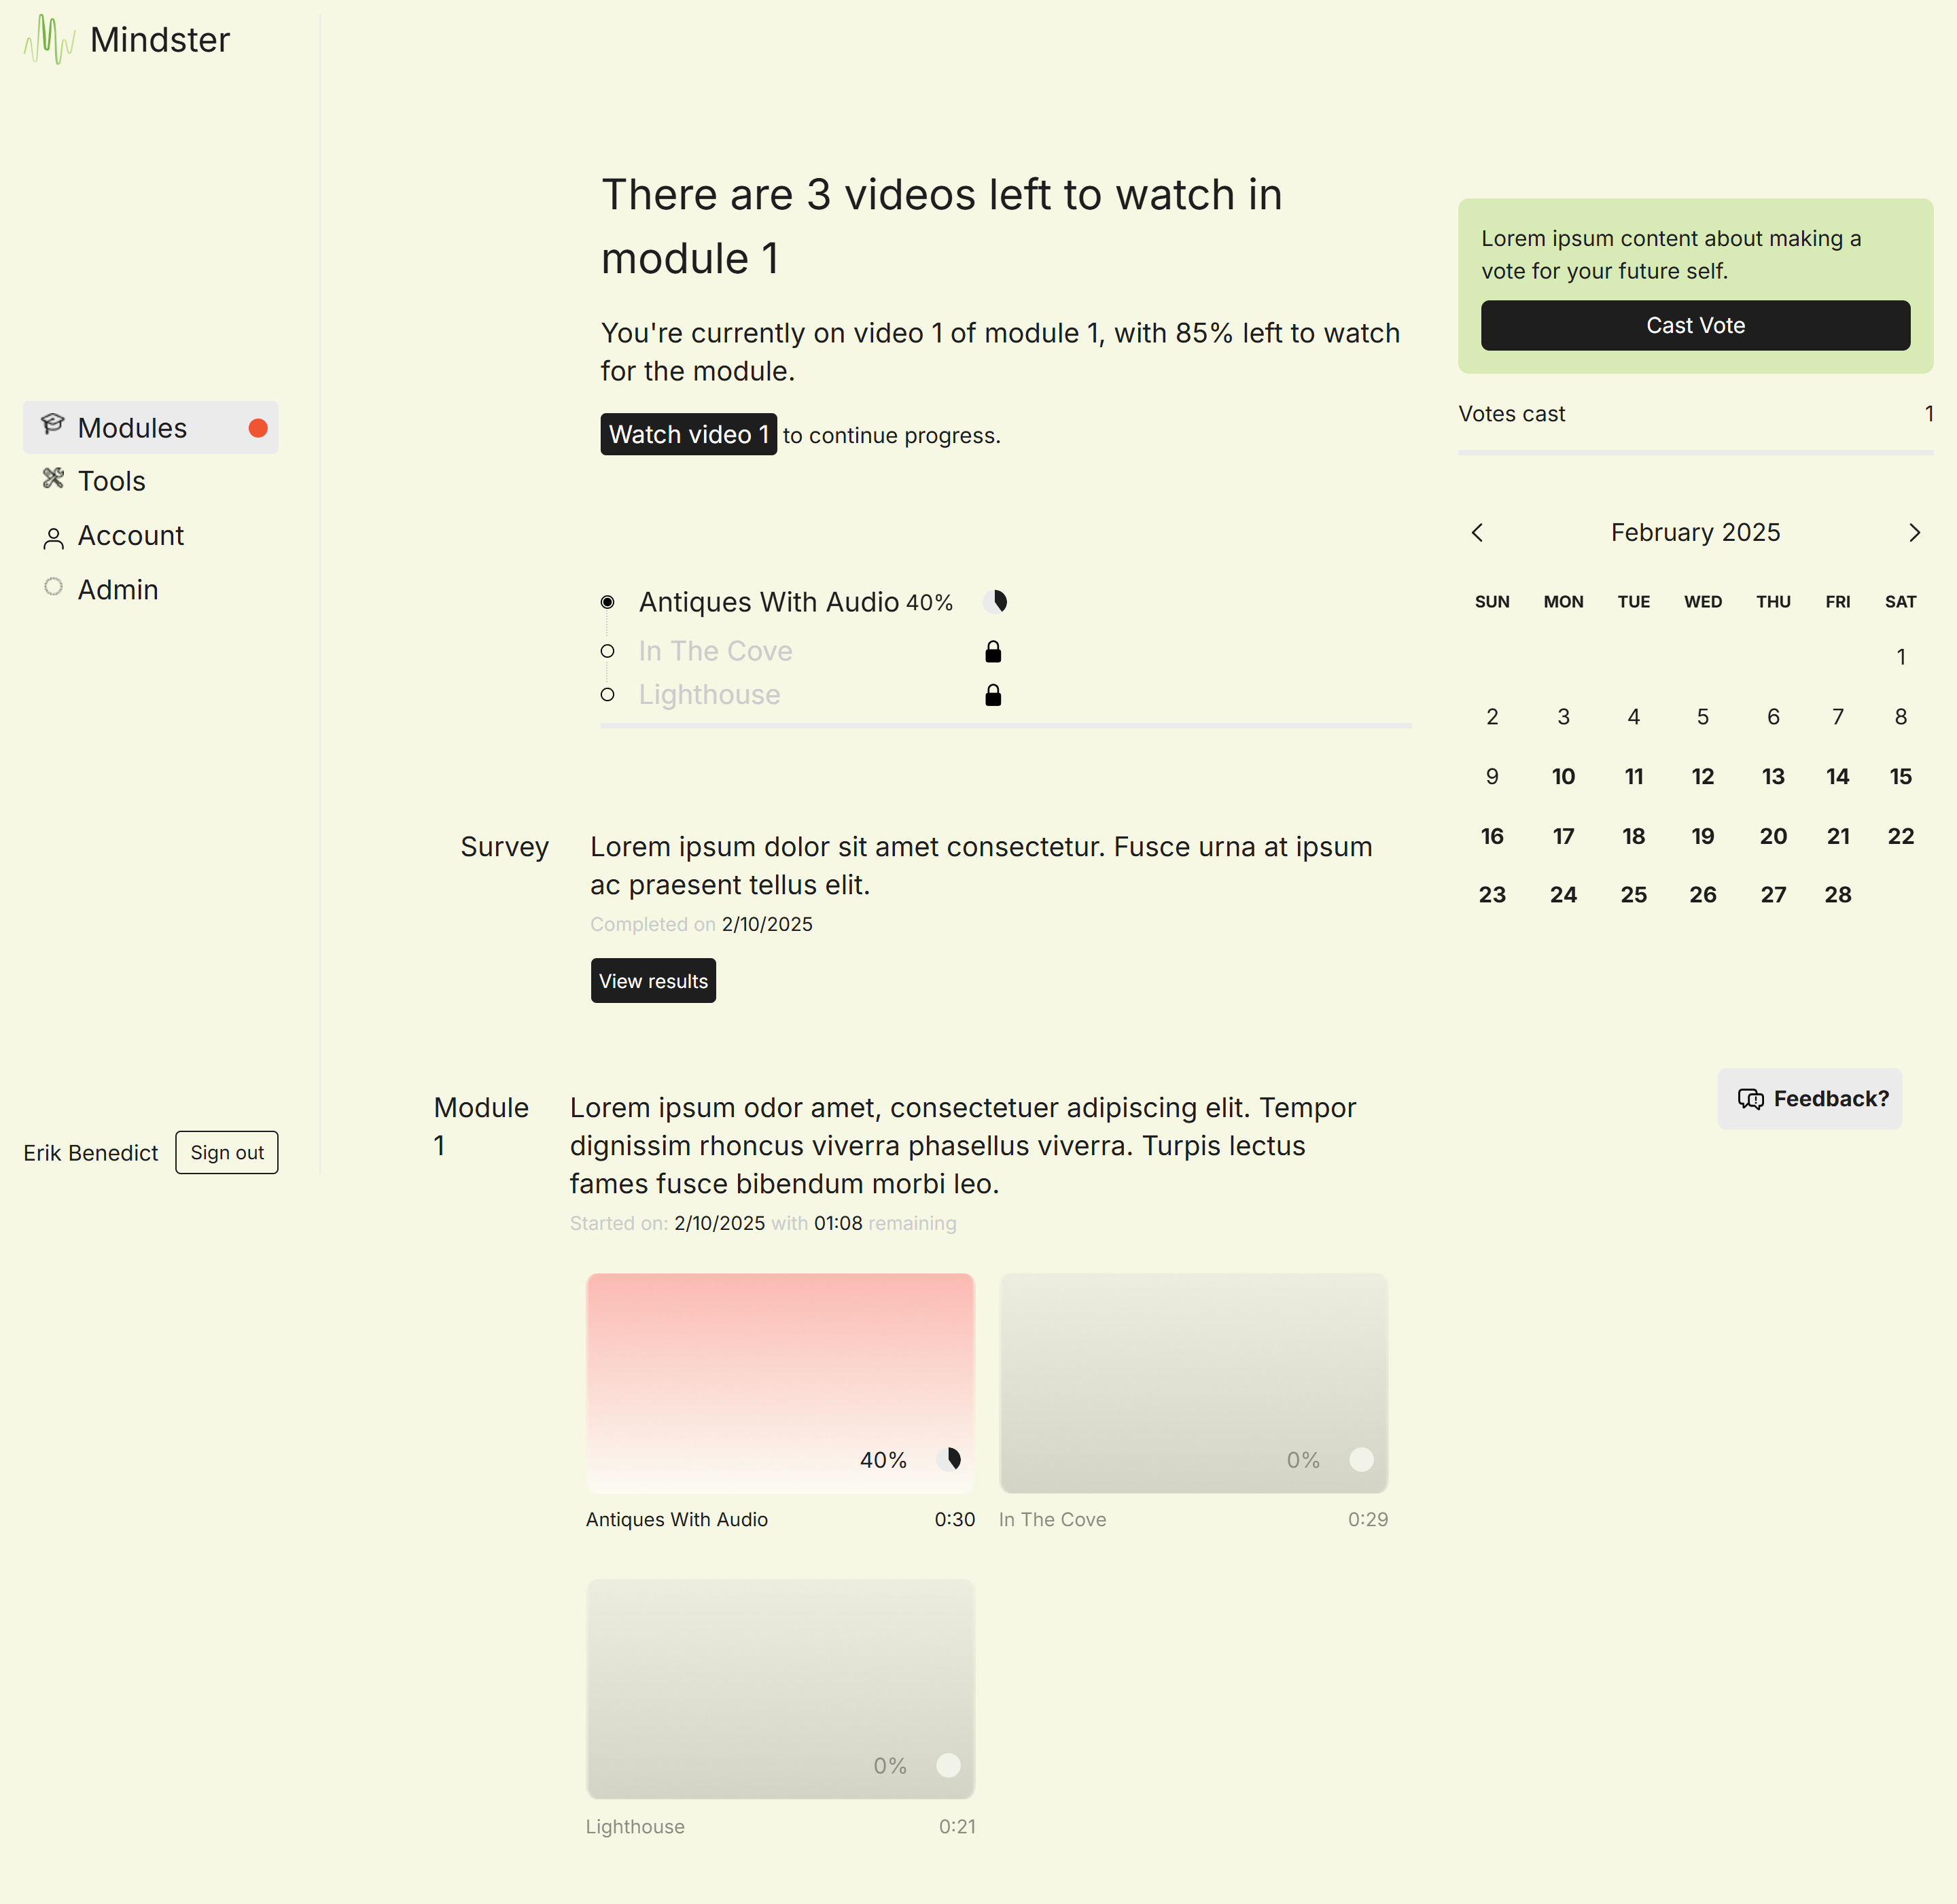 Mindster
Modules
Tools
Account
Admin
Erik Benedict
Sign out
There are 3 videos left to watch in
module 1
You're currently on video 1 of module 1, with 85% left to watch
for the module.
Watch video 1 to continue progress.
Antiques With Audio 40%
In The Cove
Lighthouse
Survey
Lorem ipsum dolor sit amet consectetur. Fusce urna at ipsum
ac praesent tellus elit.
Completed on 2/10/2025
View results
Module
1
Lorem ipsum odor amet, consectetuer adipiscing elit. Tempor
dignissim rhoncus viverra phasellus viverra. Turpis lectus
fames fusce bibendum morbi leo.
Started on: 2/10/2025 with 01:08 remaining
40%
Antiques With Audio 0:30
0%
In The Cove 0:29
0%
Lighthouse 0:21
Lorem ipsum content about making a
vote for your future self.
Cast Vote
Votes cast 1
February 2025
SUN MON TUE WED THU FRI SAT
1
2 3 4 5 6 7 8
9 10 11 12 13 14 15
16 17 18 19 20 21 22
23 24 25 26 27 28
Feedback?